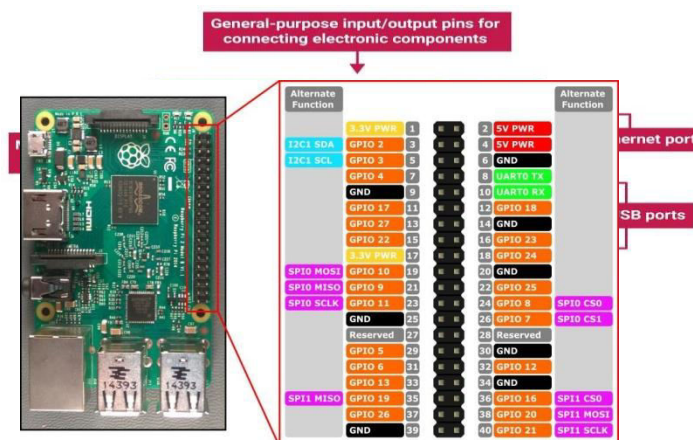 General-purpose input/output pins for
connecting electronic components
Alternate
Function
Alternate
Function
3.3V PWR 1 2 5V PWR
I2C1 SDA GPIO 2 3 4 5V PWR
I2C1 SCL GPIO 3 5 6 GND
GPIO 4 7 8 UART0 TX
GND 9 10 UART0 RX
GPIO 17 11 12 GPIO 18
GPIO 27 13 14 GND
GPIO 22 15 16 GPIO 23
3.3V PWR 17 18 GPIO 24
SPI0 MOSI GPIO 10 19 20 GND
SPI0 MISO GPIO 9 21 22 GPIO 25
SPI0 SCLK GPIO 11 23 24 GPIO 8 SPI0 CS0
GND 25 26 GPIO 7 SPI0 CS1
Reserved 27 28 Reserved
GPIO 5 29 30 GND
GPIO 6 31 32 GPIO 12
GPIO 13 33 34 GND
SPI1 MISO GPIO 19 35 36 GPIO 16 SPI1 CS0
GPIO 26 37 38 GPIO 20 SPI1 MOSI
GND 39 40 GPIO 21 SPI1 SCLK
ernet port
SB ports
HDMI
14393
14393